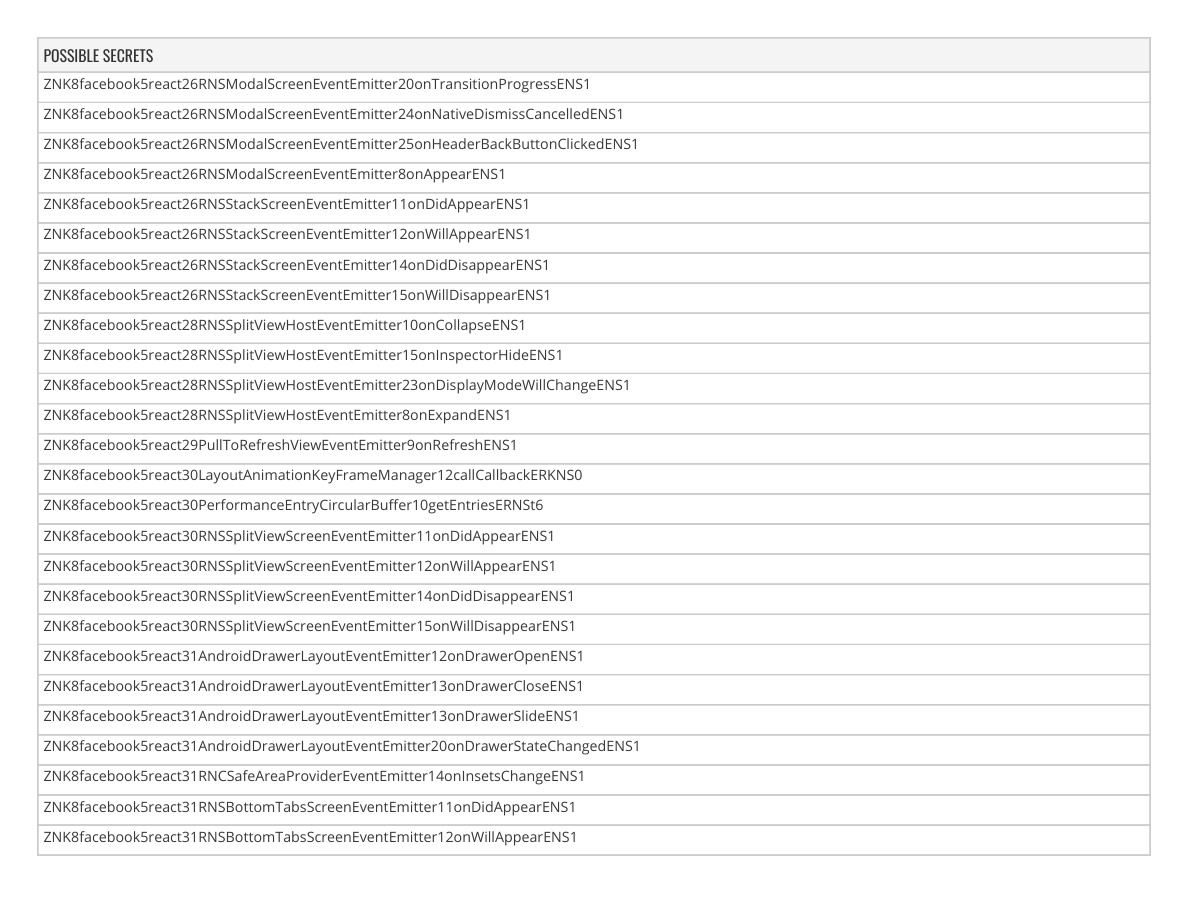 POSSIBLE SECRETS
ZNK8facebook5react26RNSModalScreenEventEmitter20onTransitionProgressENS1
ZNK8facebook5react26RNSModalScreenEventEmitter24onNativeDismissCancelledENS1
ZNK8facebook5react26RNSModalScreenEventEmitter25onHeaderBackButtonClickedENS1
ZNK8facebook5react26RNSModalScreenEventEmitter8onAppearENS1
ZNK8facebook5react26RNSStackScreenEventEmitter11onDidAppearENS1
ZNK8facebook5react26RNSStackScreenEventEmitter12onWillAppearENS1
ZNK8facebook5react26RNSStackScreenEventEmitter14onDidDisappearENS1
ZNK8facebook5react26RNSStackScreenEventEmitter15onWillDisappearENS1
ZNK8facebook5react28RNSSplitViewHostEventEmitter10onCollapseENS1
ZNK8facebook5react28RNSSplitViewHostEventEmitter15onInspectorHideENS1
ZNK8facebook5react28RNSSplitViewHostEventEmitter23onDisplayModeWillChangeENS1
ZNK8facebook5react28RNSSplitViewHostEventEmitter8onExpandENS1
ZNK8facebook5react29PullToRefreshViewEventEmitter9onRefreshENS1
ZNK8facebook5react30LayoutAnimationKeyFrameManager12callCallbackERKNS0
ZNK8facebook5react30PerformanceEntryCircularBuffer10getEntriesERNSt6
ZNK8facebook5react30RNSSplitViewScreenEventEmitter11onDidAppearENS1
ZNK8facebook5react30RNSSplitViewScreenEventEmitter12onWillAppearENS1
ZNK8facebook5react30RNSSplitViewScreenEventEmitter14onDidDisappearENS1
ZNK8facebook5react30RNSSplitViewScreenEventEmitter15onWillDisappearENS1
ZNK8facebook5react31AndroidDrawerLayoutEventEmitter12onDrawerOpenENS1
ZNK8facebook5react31AndroidDrawerLayoutEventEmitter13onDrawerCloseENS1
ZNK8facebook5react31AndroidDrawerLayoutEventEmitter13onDrawerSlideENS1
ZNK8facebook5react31AndroidDrawerLayoutEventEmitter20onDrawerStateChangedENS1
ZNK8facebook5react31RNCSafeAreaProviderEventEmitter14onInsetsChangeENS1
ZNK8facebook5react31RNSBottomTabsScreenEventEmitter11onDidAppearENS1
ZNK8facebook5react31RNSBottomTabsScreenEventEmitter12onWillAppearENS1